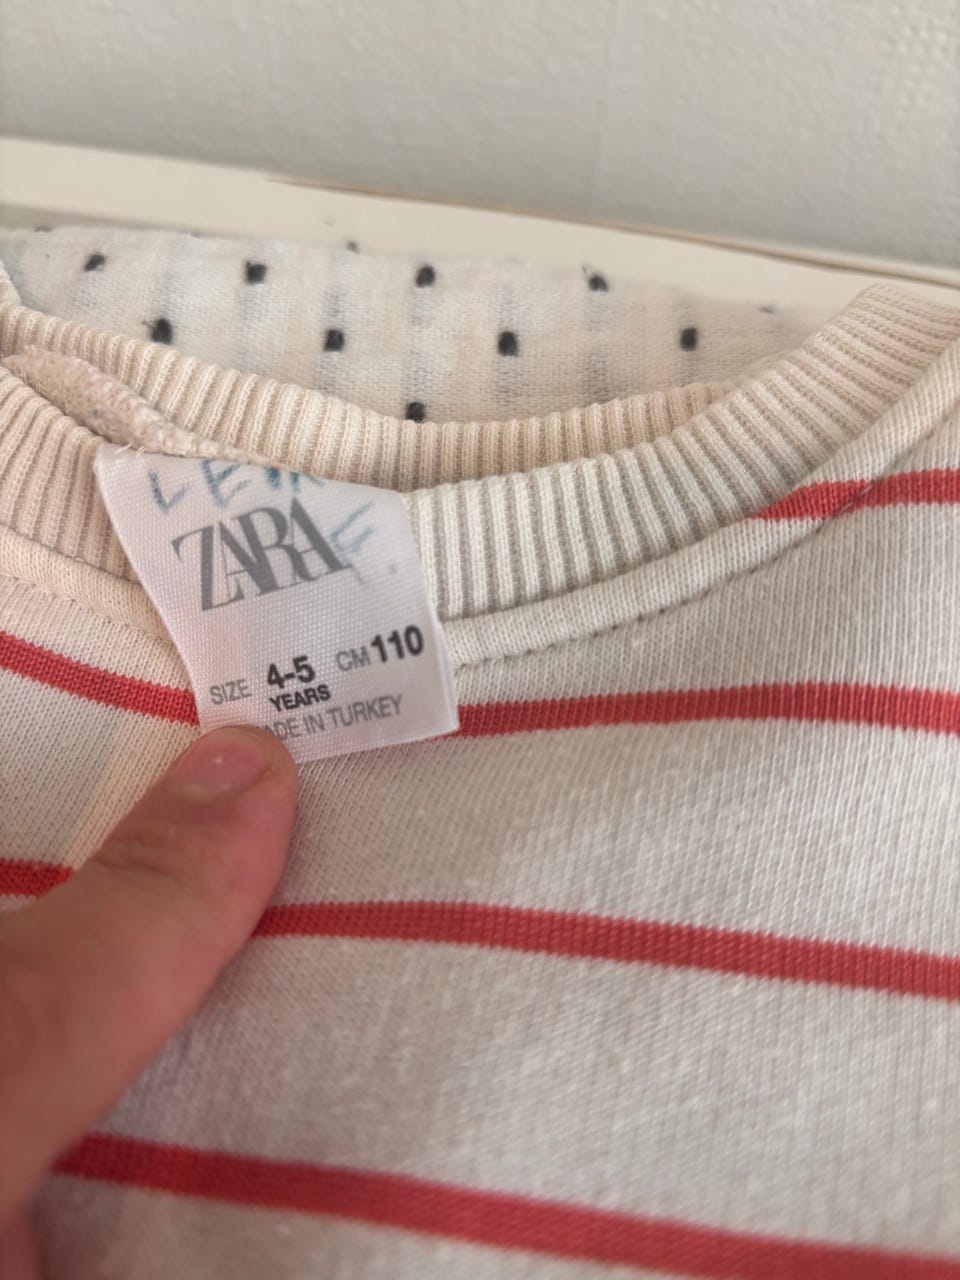 ZARA
SIZE 4-5 YEARS CM 110
ADE IN TURKEY